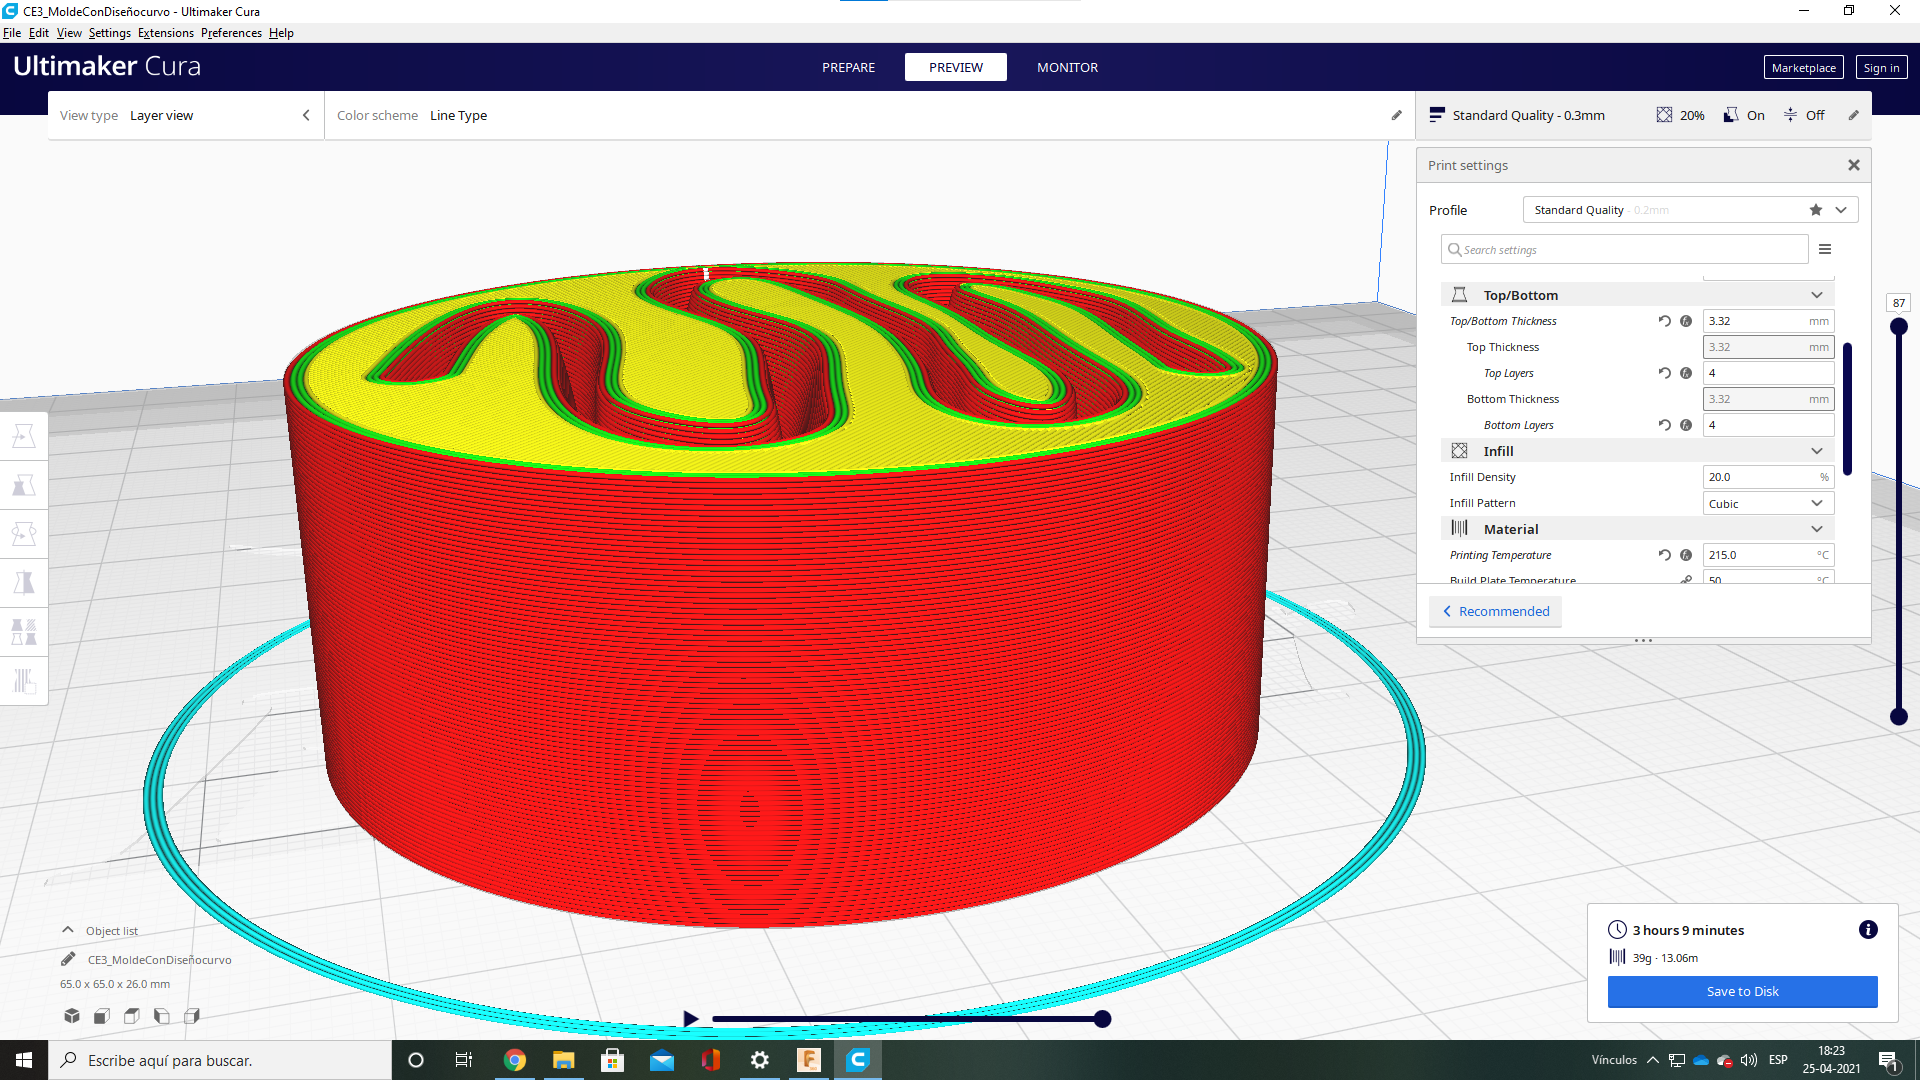 CE3_MoldeConDiseñocurvo - Ultimaker Cura
File Edit View Settings Extensions Preferences Help
Ultimaker Cura
PREPARE PREVIEW MONITOR
Marketplace Sign in
View type Layer view
Color scheme Line Type
Standard Quality - 0.3mm 20% On Off
Print settings
Profile Standard Quality - 0.2mm
Search settings
Top/Bottom
Top/Bottom Thickness 3.32 mm
Top Thickness 3.32 mm
Top Layers 4
Bottom Thickness 3.32 mm
Bottom Layers 4
Infill
Infill Density 20.0 %
Infill Pattern Cubic
Material
Printing Temperature 215.0 °C
Build Plate Temperature 50 °C
Recommended
87
Object list
CE3_MoldeConDiseñocurvo
65.0 x 65.0 x 26.0 mm
3 hours 9 minutes
39g · 13.06m
Save to Disk
Escribe aquí para buscar.
Vínculos ESP
18:23
25-04-2021
1